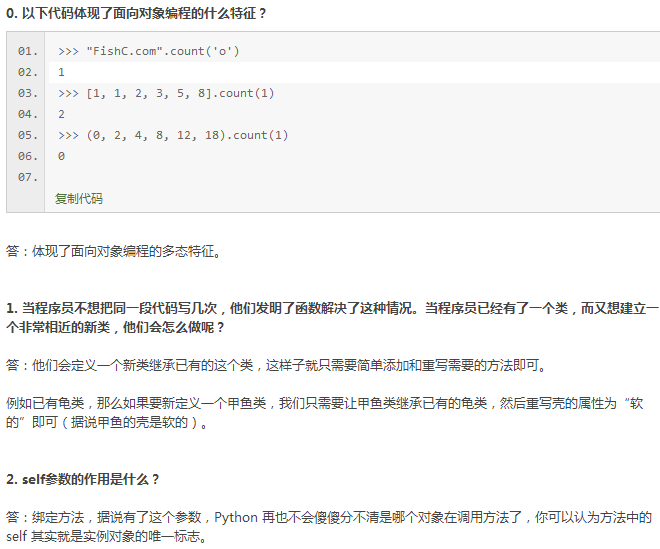 0. 以下代码体现了面向对象编程的什么特征？
01. >>> "FishC.com".count('o')
02. 1
03. >>> [1, 1, 2, 3, 5, 8].count(1)
04. 2
05. >>> (0, 2, 4, 8, 12, 18).count(1)
06. 0
07.
复制代码
答：体现了面向对象编程的多态特征。
1. 当程序员不想把同一段代码写几次，他们发明了函数解决了这种情况。当程序员已经有了一个类，而又想建立一
个非常相近的新类，他们会怎么做呢？
答：他们会定义一个新类继承已有的这个类，这样子就只需要简单添加和重写需要的方法即可。
例如已有龟类，那么如果要新定义一个甲鱼类，我们只需要让甲鱼类继承已有的龟类，然后重写壳的属性为“软
的”即可（据说甲鱼的壳是软的）。
2. self参数的作用是什么？
答：绑定方法，据说有了这个参数，Python 再也不会傻傻分不清是哪个对象在调用方法了，你可以认为方法中的
self 其实就是实例对象的唯一标志。